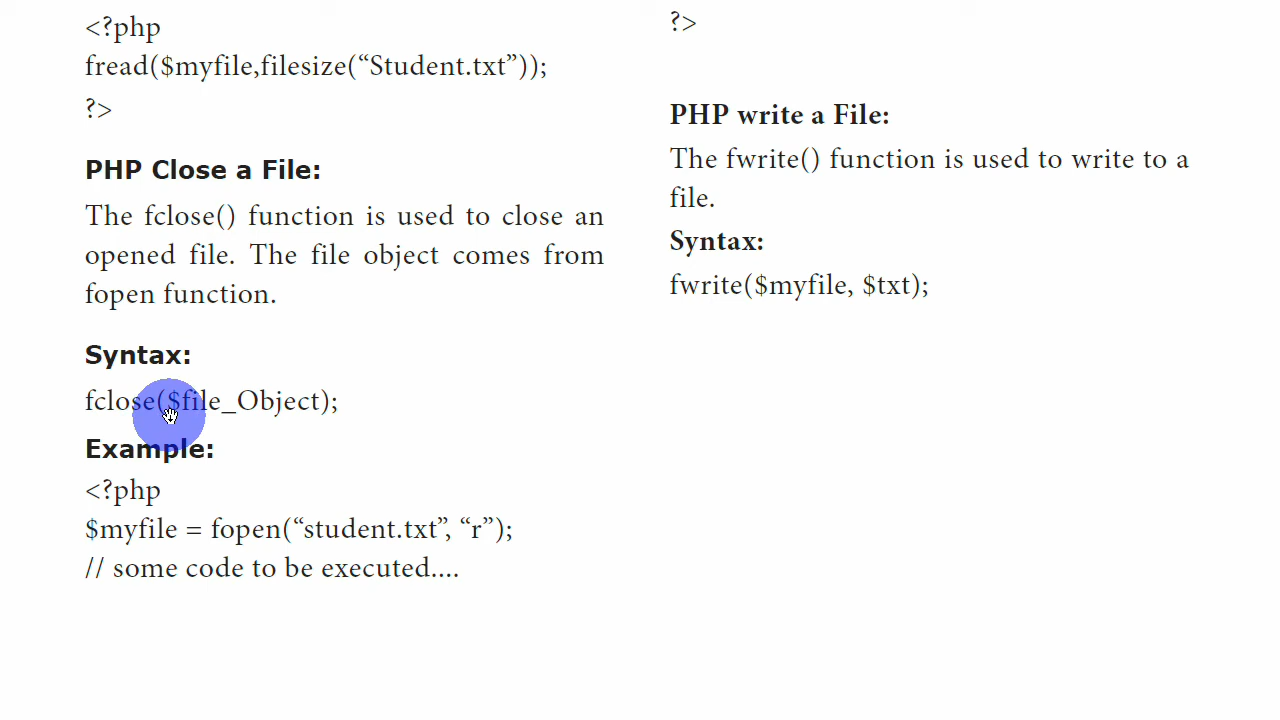 <?php
fread($myfile,filesize(“Student.txt”));
?>
PHP Close a File:
The fclose() function is used to close an
opened file. The file object comes from
fopen function.
Syntax:
fclose($file_Object);
Example:
<?php
$myfile = fopen(“student.txt”, “r”);
// some code to be executed....
?>
PHP write a File:
The fwrite() function is used to write to a
file.
Syntax:
fwrite($myfile, $txt);